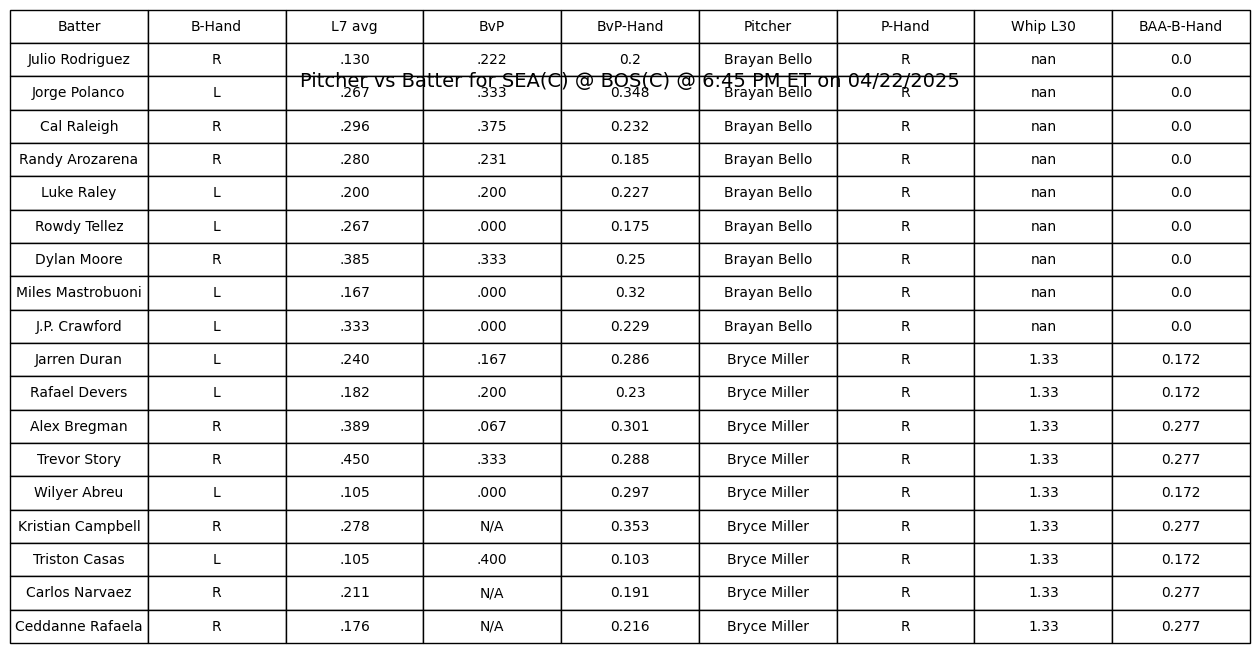 Batter B-Hand L7 avg BvP BvP-Hand Pitcher P-Hand Whip L30 BAA-B-Hand
Julio Rodriguez R .130 .222 0.2 Brayan Bello R nan 0.0
Pitcher vs Batter for SEA(C) @ BOS(C) @ 6:45 PM ET on 04/22/2025
Jorge Polanco L .267 .333 0.348 Brayan Bello R nan 0.0
Cal Raleigh R .296 .375 0.232 Brayan Bello R nan 0.0
Randy Arozarena R .280 .231 0.185 Brayan Bello R nan 0.0
Luke Raley L .200 .200 0.227 Brayan Bello R nan 0.0
Rowdy Tellez L .267 .000 0.175 Brayan Bello R nan 0.0
Dylan Moore R .385 .333 0.25 Brayan Bello R nan 0.0
Miles Mastrobuoni L .167 .000 0.32 Brayan Bello R nan 0.0
J.P. Crawford L .333 .000 0.229 Brayan Bello R nan 0.0
Jarren Duran L .240 .167 0.286 Bryce Miller R 1.33 0.172
Rafael Devers L .182 .200 0.23 Bryce Miller R 1.33 0.172
Alex Bregman R .389 .067 0.301 Bryce Miller R 1.33 0.277
Trevor Story R .450 .333 0.288 Bryce Miller R 1.33 0.277
Wilyer Abreu L .105 .000 0.297 Bryce Miller R 1.33 0.172
Kristian Campbell R .278 N/A 0.353 Bryce Miller R 1.33 0.277
Triston Casas L .105 .400 0.103 Bryce Miller R 1.33 0.172
Carlos Narvaez R .211 N/A 0.191 Bryce Miller R 1.33 0.277
Ceddanne Rafaela R .176 N/A 0.216 Bryce Miller R 1.33 0.277